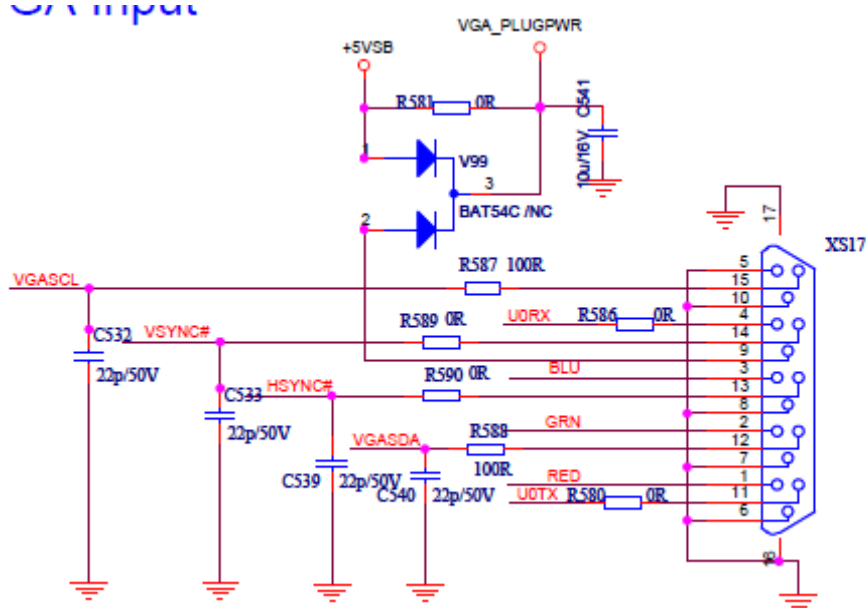 GA Input
VGA_PLUGPWR
+5VSB
R581 0R
10u/16V C541
1
V99
3
BAT54C /NC
2
17
XS17
VGASCL
R587 100R
5
15
10
C532
VSYNC#
R589 0R
U0RX
R586 0R
4
14
9
22p/50V
BLU
3
R590 0R
C533
HSYNC#
13
8
22p/50V
GRN
2
VGASDA
R588
12
7
100R
C539
22p/50V
C540
22p/50V
RED
1
U0TX
R580 0R
11
6
16